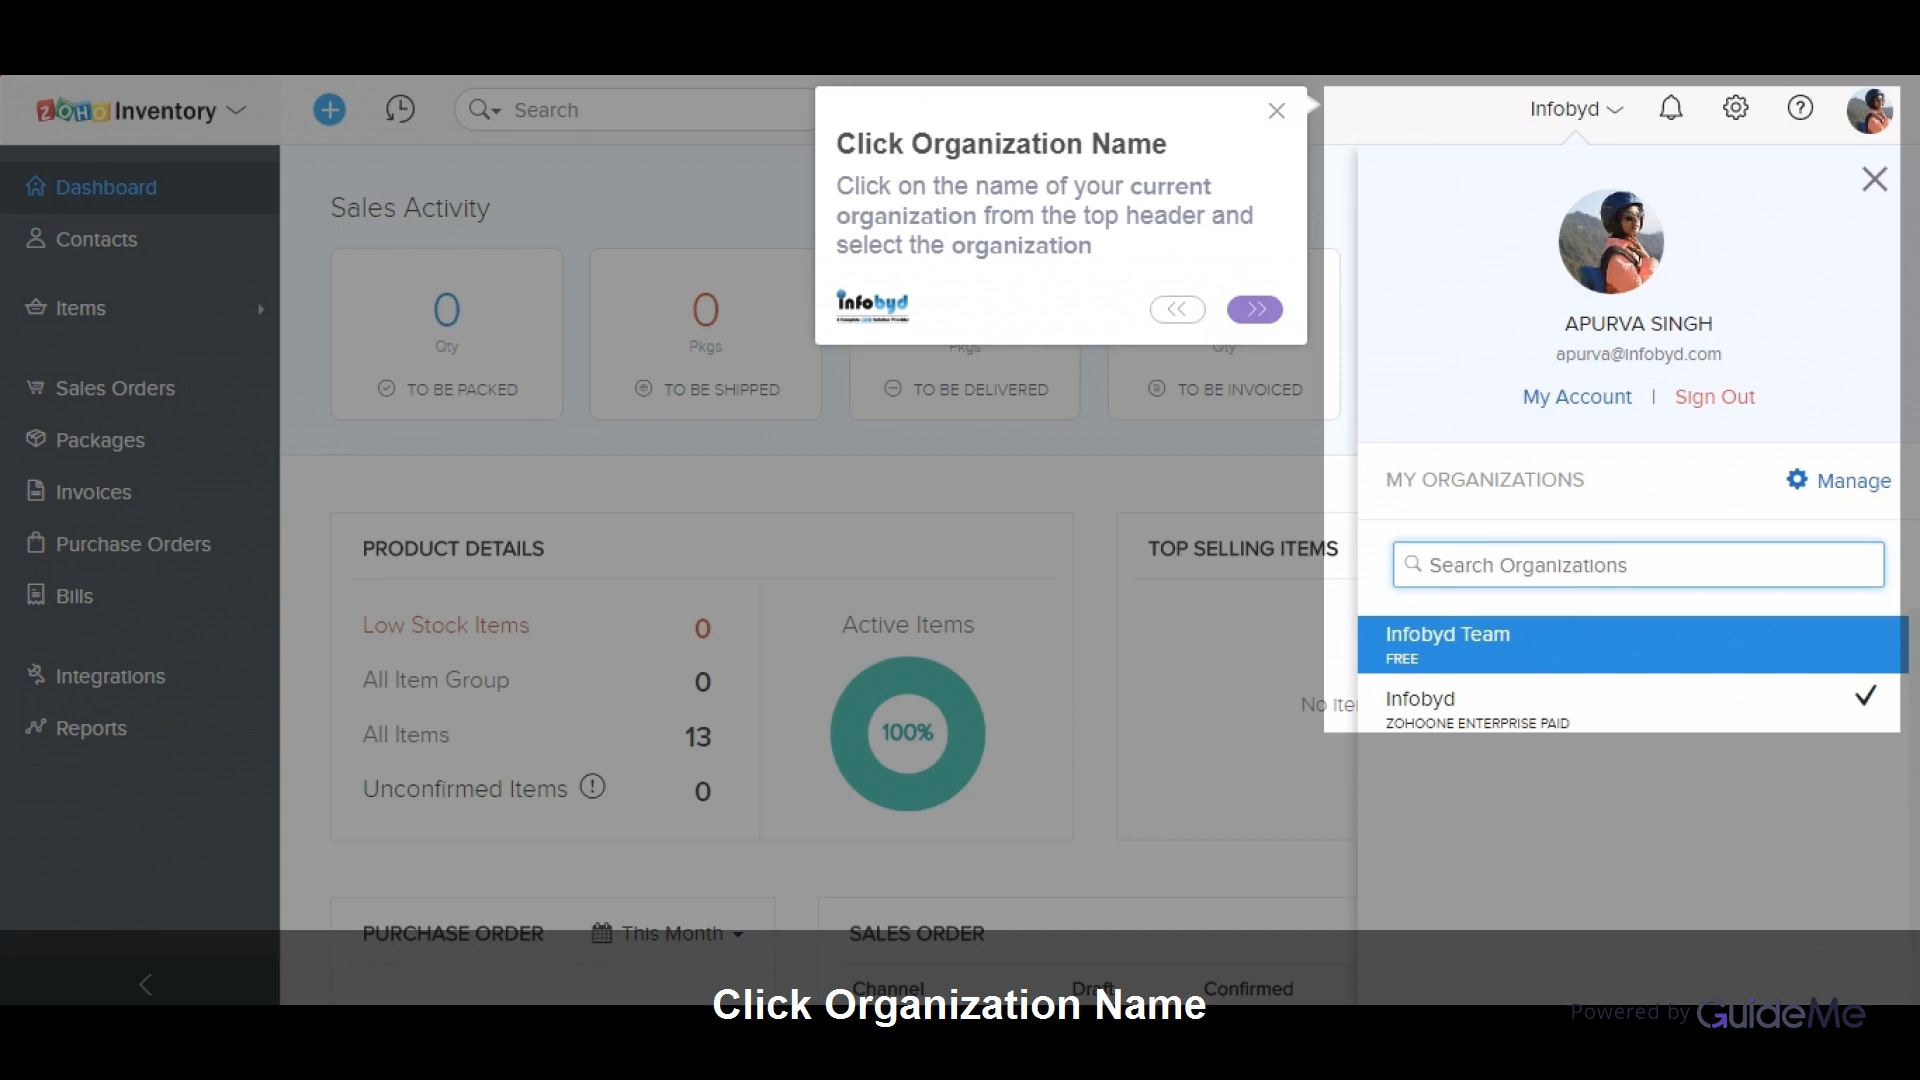 ZOHO Inventory
Search
Infobyd
Dashboard
Contacts
Items
Sales Orders
Packages
Invoices
Purchase Orders
Bills
Integrations
Reports
Click Organization Name
Click on the name of your current
organization from the top header and
select the organization
infobyd
Sales Activity
0
Qty
TO BE PACKED
0
Pkgs
TO BE SHIPPED
Pkgs
TO BE DELIVERED
Qty
TO BE INVOICED
APURVA SINGH
apurva@infobyd.com
My Account | Sign Out
MY ORGANIZATIONS
Manage
Search Organizations
Infobyd Team
FREE
Infobyd
ZOHOONE ENTERPRISE PAID
PRODUCT DETAILS
Low Stock Items 0
All Item Group 0
All Items 13
Unconfirmed Items 0
Active Items
100%
TOP SELLING ITEMS
No Ite
PURCHASE ORDER
This Month
SALES ORDER
Channel Draft Confirmed
Click Organization Name
Powered by GuideMe